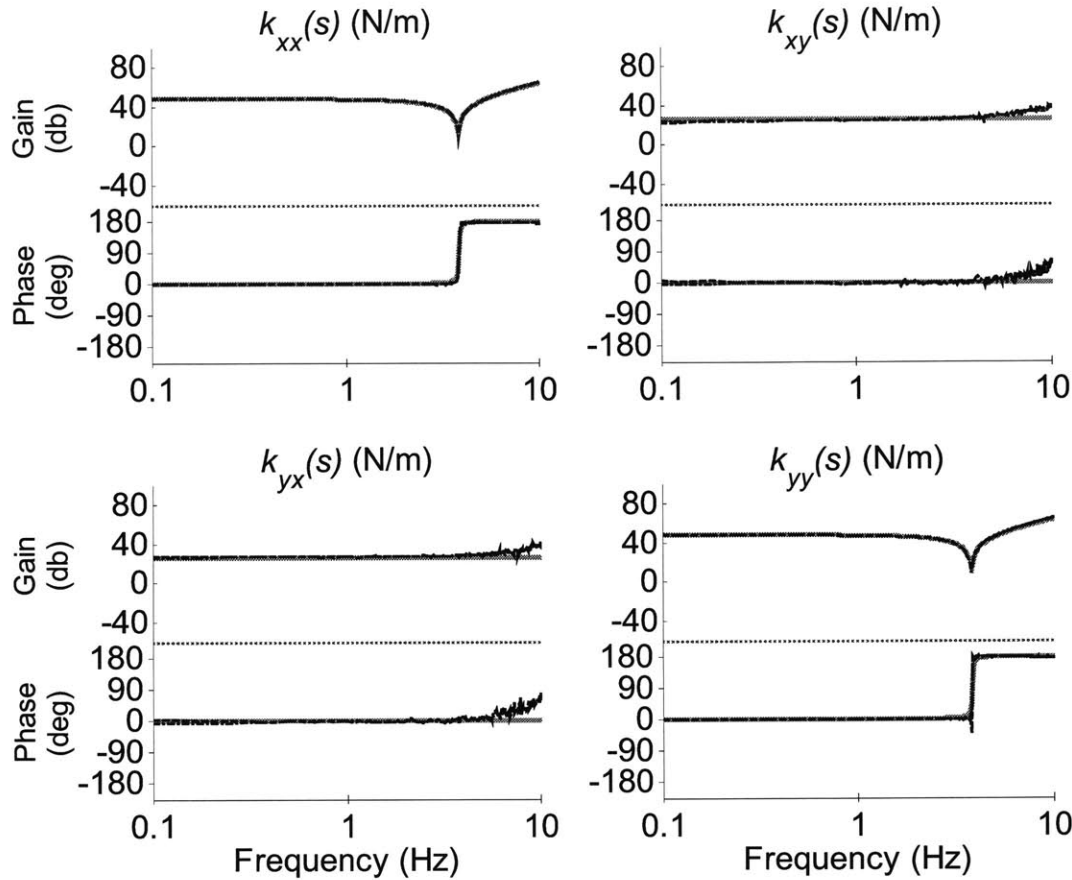 k_xx(s) (N/m)
80
40
0
-40
Gain
(db)
180
90
0
-90
-180
Phase
(deg)
0.1 1 10
k_xy(s) (N/m)
80
40
0
-40
180
90
0
-90
-180
0.1 1 10
k_yx(s) (N/m)
80
40
0
-40
Gain
(db)
180
90
0
-90
-180
Phase
(deg)
0.1 1 10
Frequency (Hz)
k_yy(s) (N/m)
80
40
0
-40
180
90
0
-90
-180
0.1 1 10
Frequency (Hz)